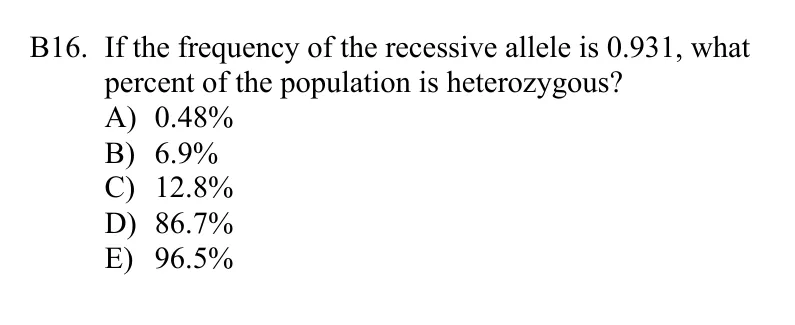 B16. If the frequency of the recessive allele is 0.931, what
percent of the population is heterozygous?
A) 0.48%
B) 6.9%
C) 12.8%
D) 86.7%
E) 96.5%